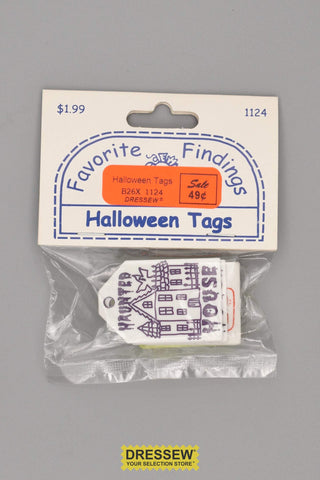 $1.99
1124
Favorite Findings
Halloween Tags
B26X 1124
DRESSEW®
Sale
49¢
Halloween Tags
HAUNTED
HOUSE
DRESSEW®
YOUR SELECTION STORE®